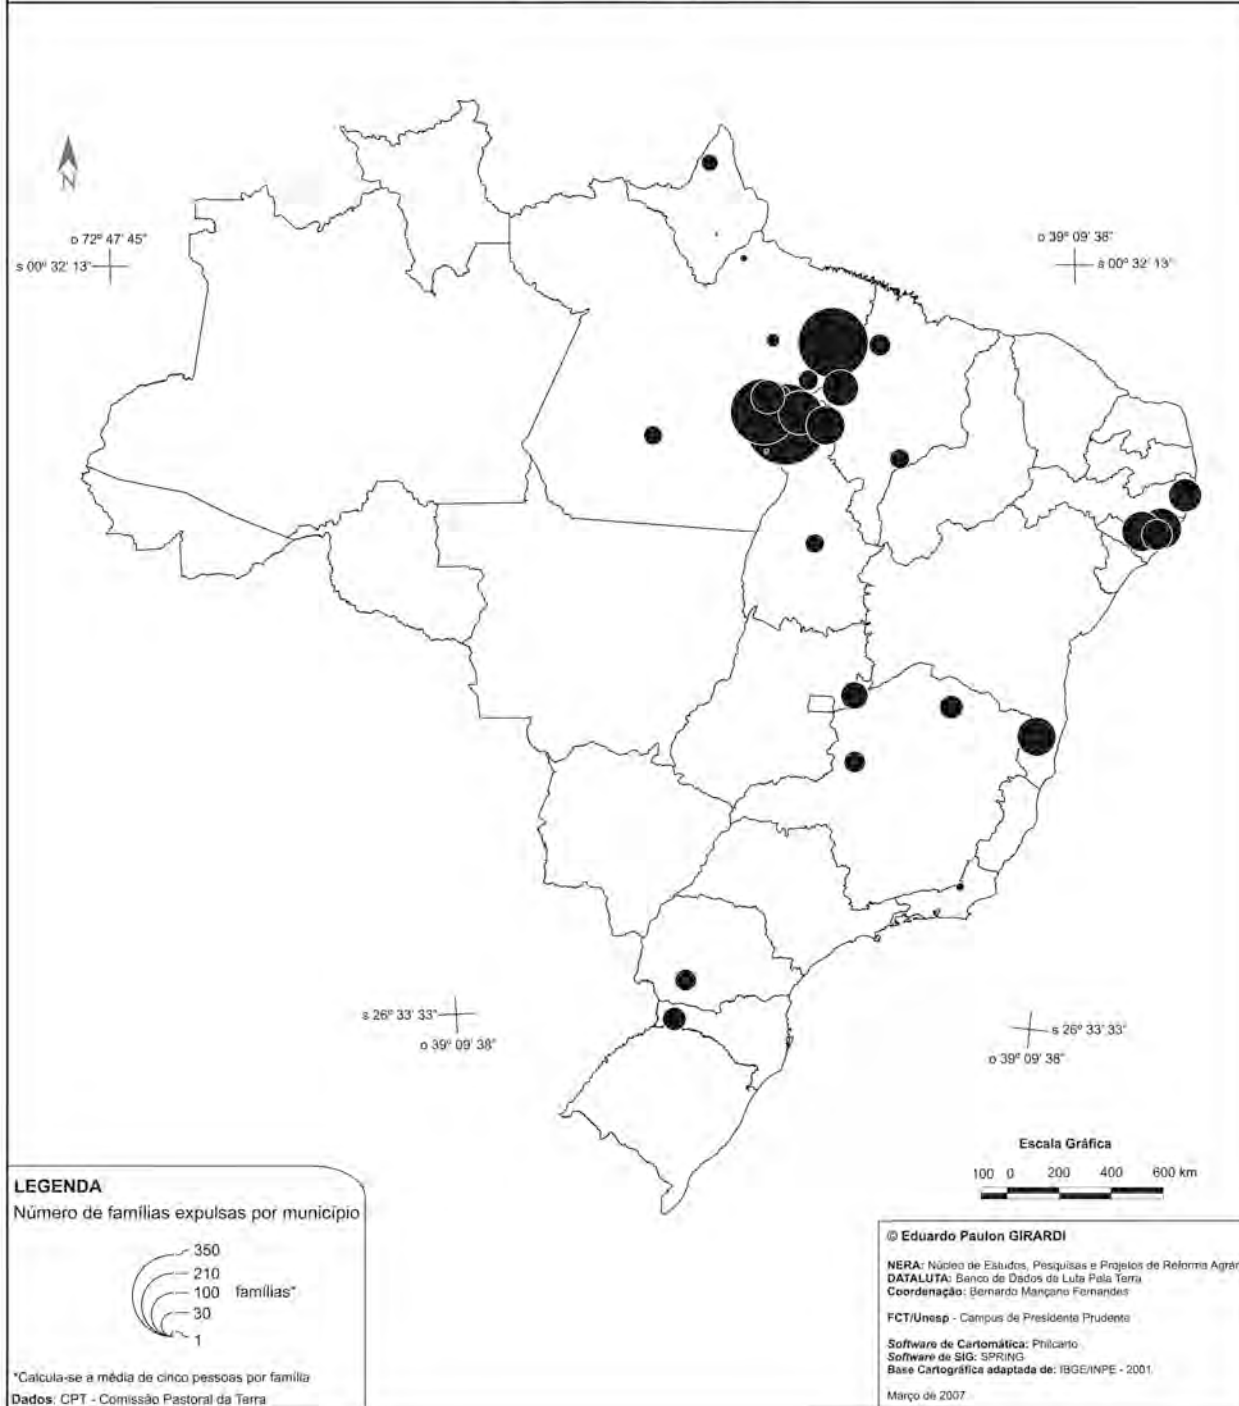 N
o 72º 47' 45"
s 00º 32' 13"
o 39º 09' 38"
s 00º 32' 13"
s 26º 33' 33"
o 39º 09' 38"
s 26º 33' 33"
o 39º 09' 38"
Escala Gráfica
100 0 200 400 600 km
LEGENDA
Número de famílias expulsas por município
350
210
100 famílias*
30
1
*Calcula-se a média de cinco pessoas por família
Dados: CPT - Comissão Pastoral da Terra
© Eduardo Paulon GIRARDI
NERA: Núcleo de Estudos, Pesquisas e Projetos de Reforma Agrár
DATALUTA: Banco de Dados da Luta Pela Terra
Coordenação: Bernardo Mançano Fernandes
FCT/Unesp - Campus de Presidente Prudente
Software de Cartomática: Philcarto
Software de SIG: SPRING
Base Cartográfica adaptada de: IBGE/INPE - 2001
Março de 2007